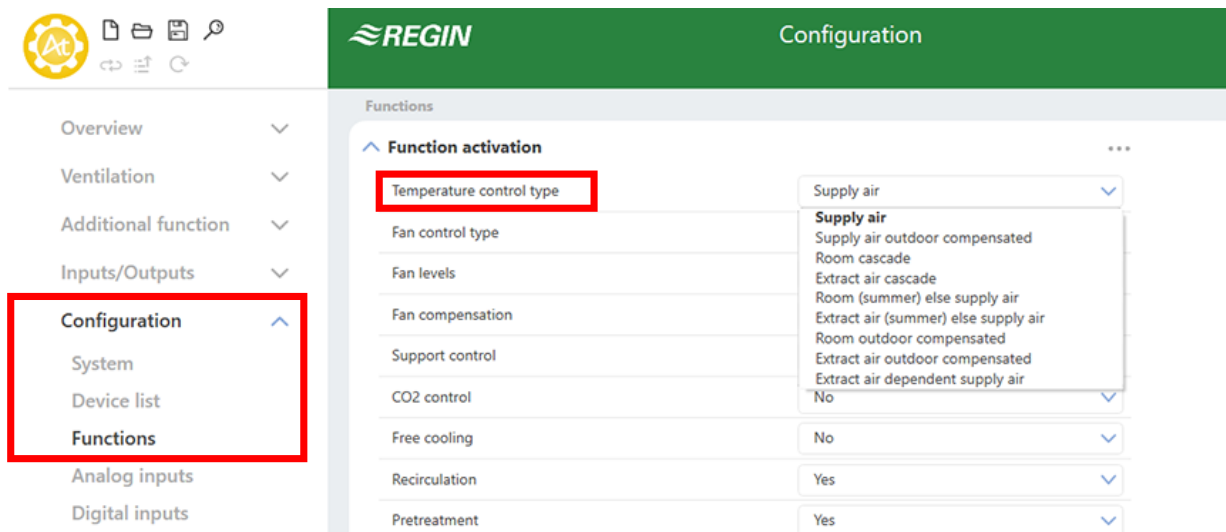 At
REGIN
Configuration
Overview
Ventilation
Additional function
Inputs/Outputs
Configuration
System
Device list
Functions
Analog inputs
Digital inputs
Functions
Function activation
Temperature control type
Supply air
Supply air
Supply air outdoor compensated
Room cascade
Extract air cascade
Room (summer) else supply air
Extract air (summer) else supply air
Room outdoor compensated
Extract air outdoor compensated
Extract air dependent supply air
Fan control type
Fan levels
Fan compensation
Support control
CO2 control
No
Free cooling
No
Recirculation
Yes
Pretreatment
Yes